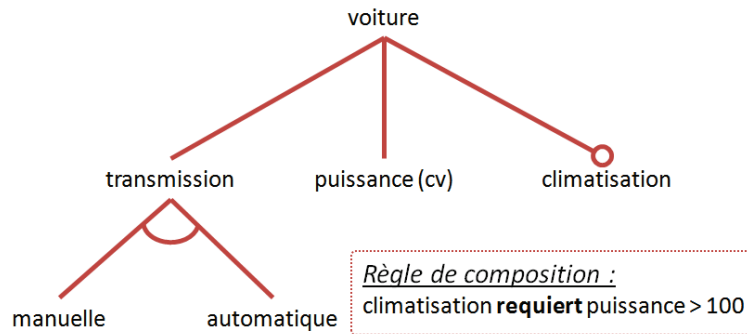 voiture
transmission
puissance (cv)
climatisation
manuelle
automatique
Règle de composition :
climatisation requiert puissance > 100